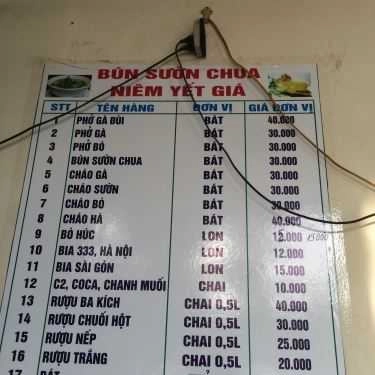 BÚN SƯỜN CHUA
NIÊM YẾT GIÁ
STT TÊN HÀNG ĐƠN VỊ GIÁ ĐƠN VỊ
1 PHỞ GÀ ĐÙI BÁT 40.000
2 PHỞ GÀ BÁT 30.000
3 PHỞ BÒ BÁT 30.000
4 BÚN SƯỜN CHUA BÁT 30.000
5 CHÁO GÀ BÁT 30.000
6 CHÁO SƯỜN BÁT 30.000
7 CHÁO BÒ BÁT 30.000
8 CHÁO HÀ BÁT 40.000
9 BÒ HÚC LON 12.000 15000
10 BIA 333, HÀ NỘI LON 12.000
11 BIA SÀI GÒN LON 15.000
12 C2, COCA, CHANH MUỐI CHAI 10.000
13 RƯỢU BA KÍCH CHAI 0,5L 40.000
14 RƯỢU CHUỐI HỘT CHAI 0,5L 30.000
15 RƯỢU NẾP CHAI 0,5L 25.000
16 RƯỢU TRẮNG CHAI 0,5L 20.000
17